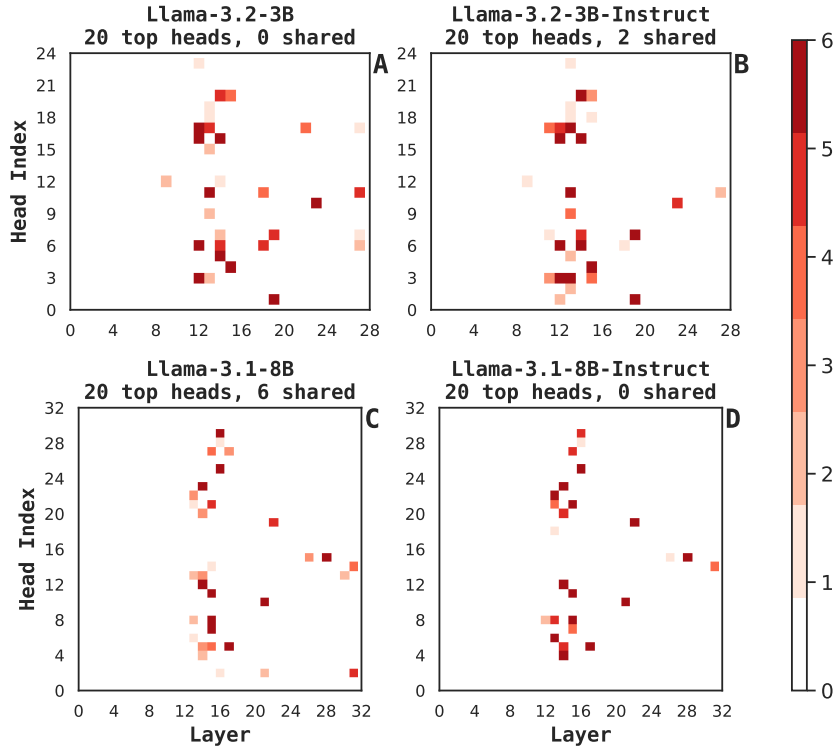 Llama-3.2-3B
20 top heads, 0 shared
A
24
21
18
15
12
9
6
3
0
Head Index
0 4 8 12 16 20 24 28
Llama-3.2-3B-Instruct
20 top heads, 2 shared
B
24
21
18
15
12
9
6
3
0
0 4 8 12 16 20 24 28
Llama-3.1-8B
20 top heads, 6 shared
C
32
28
24
20
16
12
8
4
0
Head Index
0 4 8 12 16 20 24 28 32
Layer
Llama-3.1-8B-Instruct
20 top heads, 0 shared
D
32
28
24
20
16
12
8
4
0
0 4 8 12 16 20 24 28 32
Layer
6
5
4
3
2
1
0